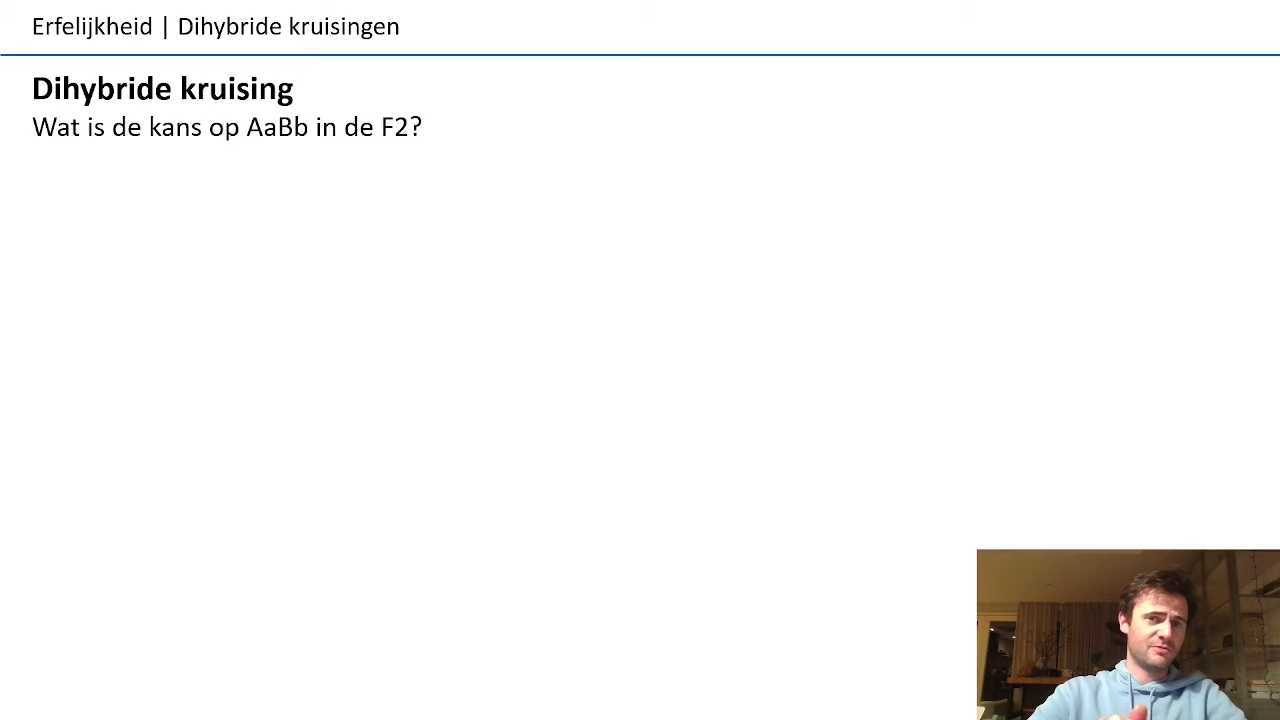 Erfelijkheid | Dihybride kruisingen
Dihybride kruising
Wat is de kans op AaBb in de F2?